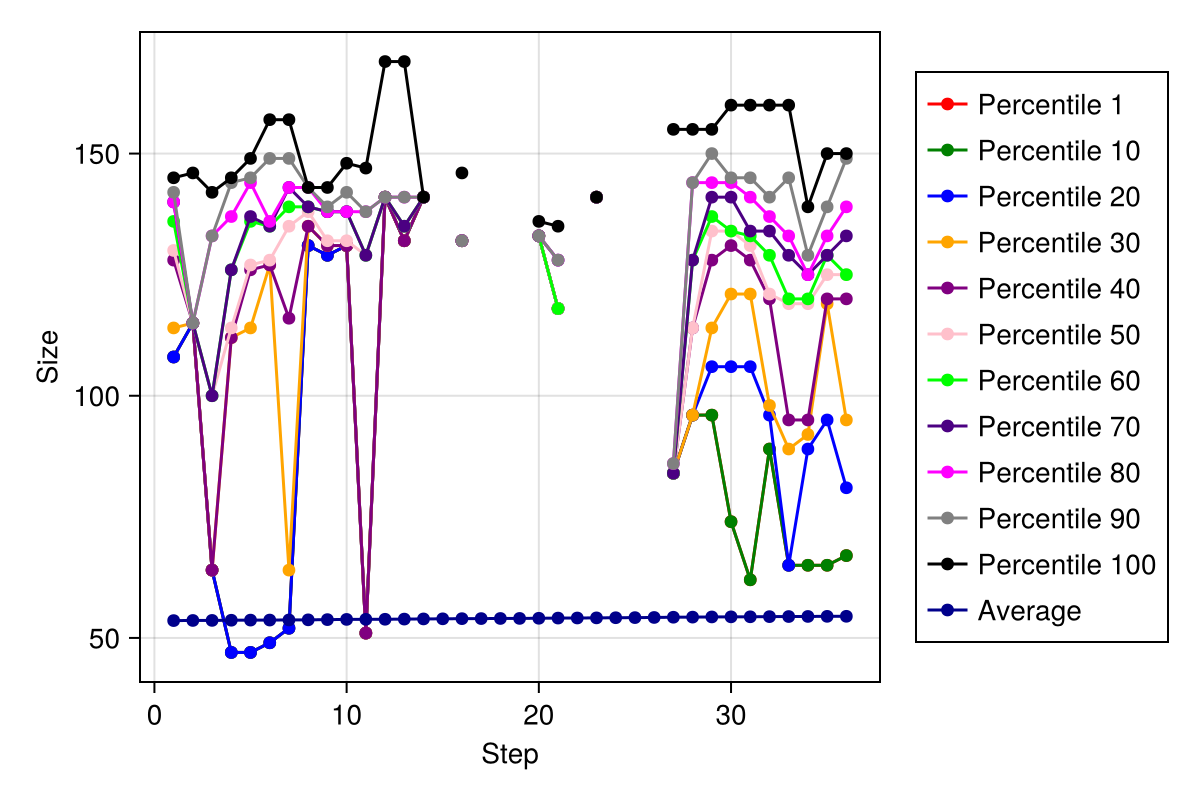 150
100
50
Size
0
10
20
30
Step
Percentile 1
Percentile 10
Percentile 20
Percentile 30
Percentile 40
Percentile 50
Percentile 60
Percentile 70
Percentile 80
Percentile 90
Percentile 100
Average